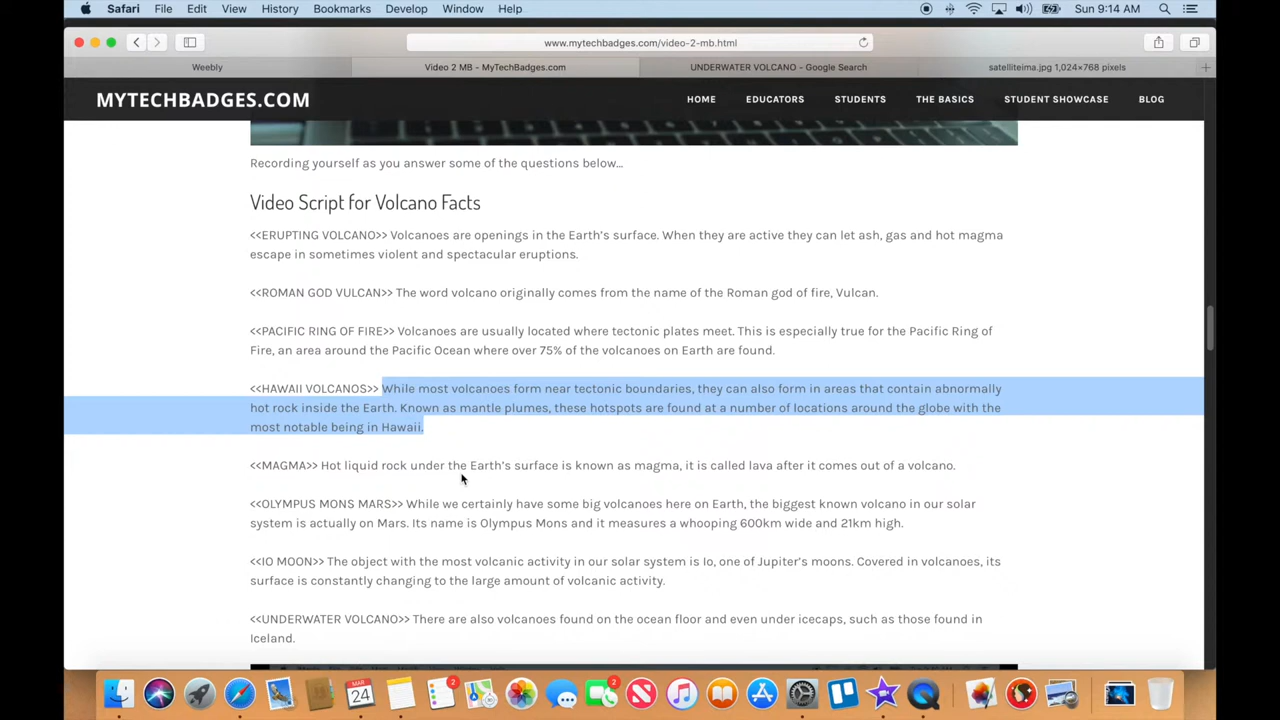 Safari File Edit View History Bookmarks Develop Window Help Sun 9:14 AM
www.mytechbadges.com/video-2-mb.html
Weebly Video 2 MB - MyTechBadges.com UNDERWATER VOLCANO - Google Search satelliteima.jpg 1,024×768 pixels
MYTECHBADGES.COM HOME EDUCATORS STUDENTS THE BASICS STUDENT SHOWCASE BLOG
Recording yourself as you answer some of the questions below...
Video Script for Volcano Facts
<<ERUPTING VOLCANO>> Volcanoes are openings in the Earth's surface. When they are active they can let ash, gas and hot magma
escape in sometimes violent and spectacular eruptions.
<<ROMAN GOD VULCAN>> The word volcano originally comes from the name of the Roman god of fire, Vulcan.
<<PACIFIC RING OF FIRE>> Volcanoes are usually located where tectonic plates meet. This is especially true for the Pacific Ring of
Fire, an area around the Pacific Ocean where over 75% of the volcanoes on Earth are found.
<<HAWAII VOLCANOS>> While most volcanoes form near tectonic boundaries, they can also form in areas that contain abnormally
hot rock inside the Earth. Known as mantle plumes, these hotspots are found at a number of locations around the globe with the
most notable being in Hawaii.
<<MAGMA>> Hot liquid rock under the Earth's surface is known as magma, it is called lava after it comes out of a volcano.
<<OLYMPUS MONS MARS>> While we certainly have some big volcanoes here on Earth, the biggest known volcano in our solar
system is actually on Mars. Its name is Olympus Mons and it measures a whooping 600km wide and 21km high.
<<IO MOON>> The object with the most volcanic activity in our solar system is Io, one of Jupiter's moons. Covered in volcanoes, its
surface is constantly changing to the large amount of volcanic activity.
<<UNDERWATER VOLCANO>> There are also volcanoes found on the ocean floor and even under icecaps, such as those found in
Iceland.
MAR
24 2 2